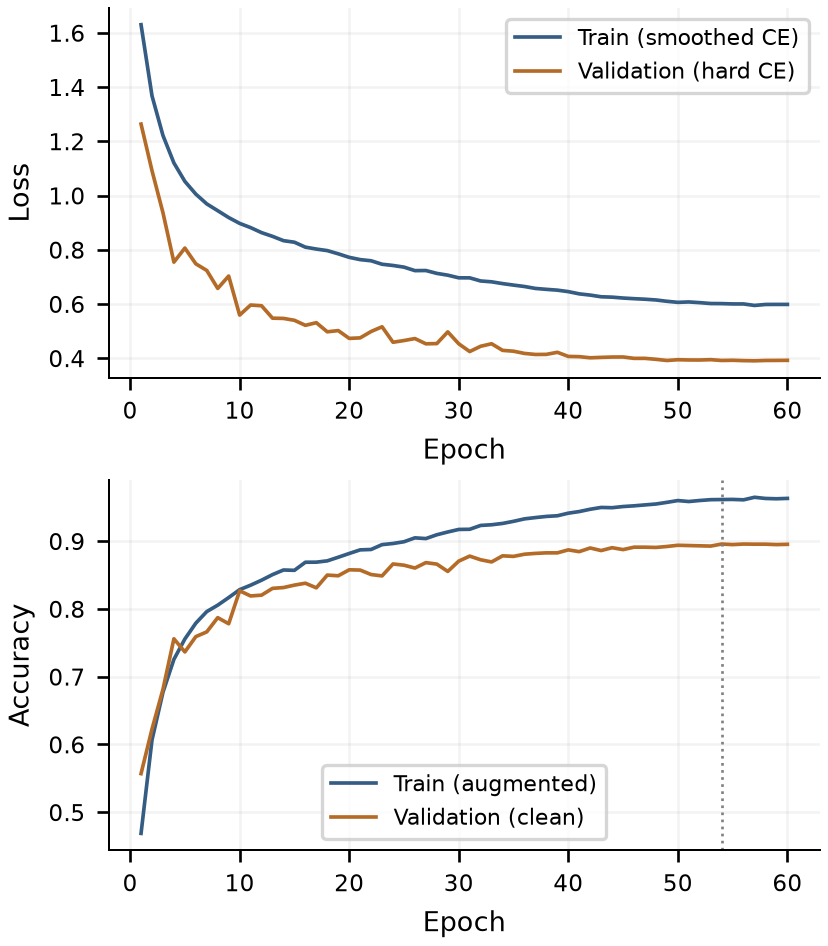 1.6
1.4
1.2
1.0
0.8
0.6
0.4
Loss
Train (smoothed CE)
Validation (hard CE)
0 10 20 30 40 50 60
Epoch
0.9
0.8
0.7
0.6
0.5
Accuracy
Train (augmented)
Validation (clean)
0 10 20 30 40 50 60
Epoch